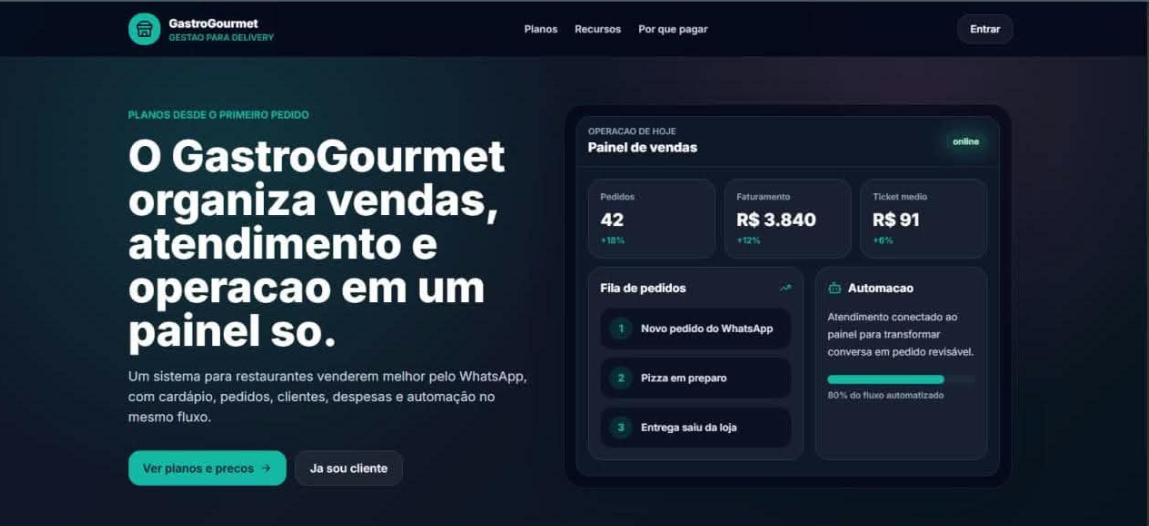 GastroGourmet
GESTAO PARA DELIVERY
Planos
Recursos
Por que pagar
Entrar
PLANOS DESDE O PRIMEIRO PEDIDO
O GastroGourmet
organiza vendas,
atendimento e
operacao em um
painel so.
Um sistema para restaurantes venderem melhor pelo WhatsApp,
com cardápio, pedidos, clientes, despesas e automação no
mesmo fluxo.
Ver planos e precos →
Ja sou cliente
OPERACAO DE HOJE
Painel de vendas
online
Pedidos
42
+18%
Faturamento
R$ 3.840
+12%
Ticket medio
R$ 91
+6%
Fila de pedidos
1 Novo pedido do WhatsApp
2 Pizza em preparo
3 Entrega saiu da loja
Automacao
Atendimento conectado ao
painel para transformar
conversa em pedido revisável.
80% do fluxo automatizado